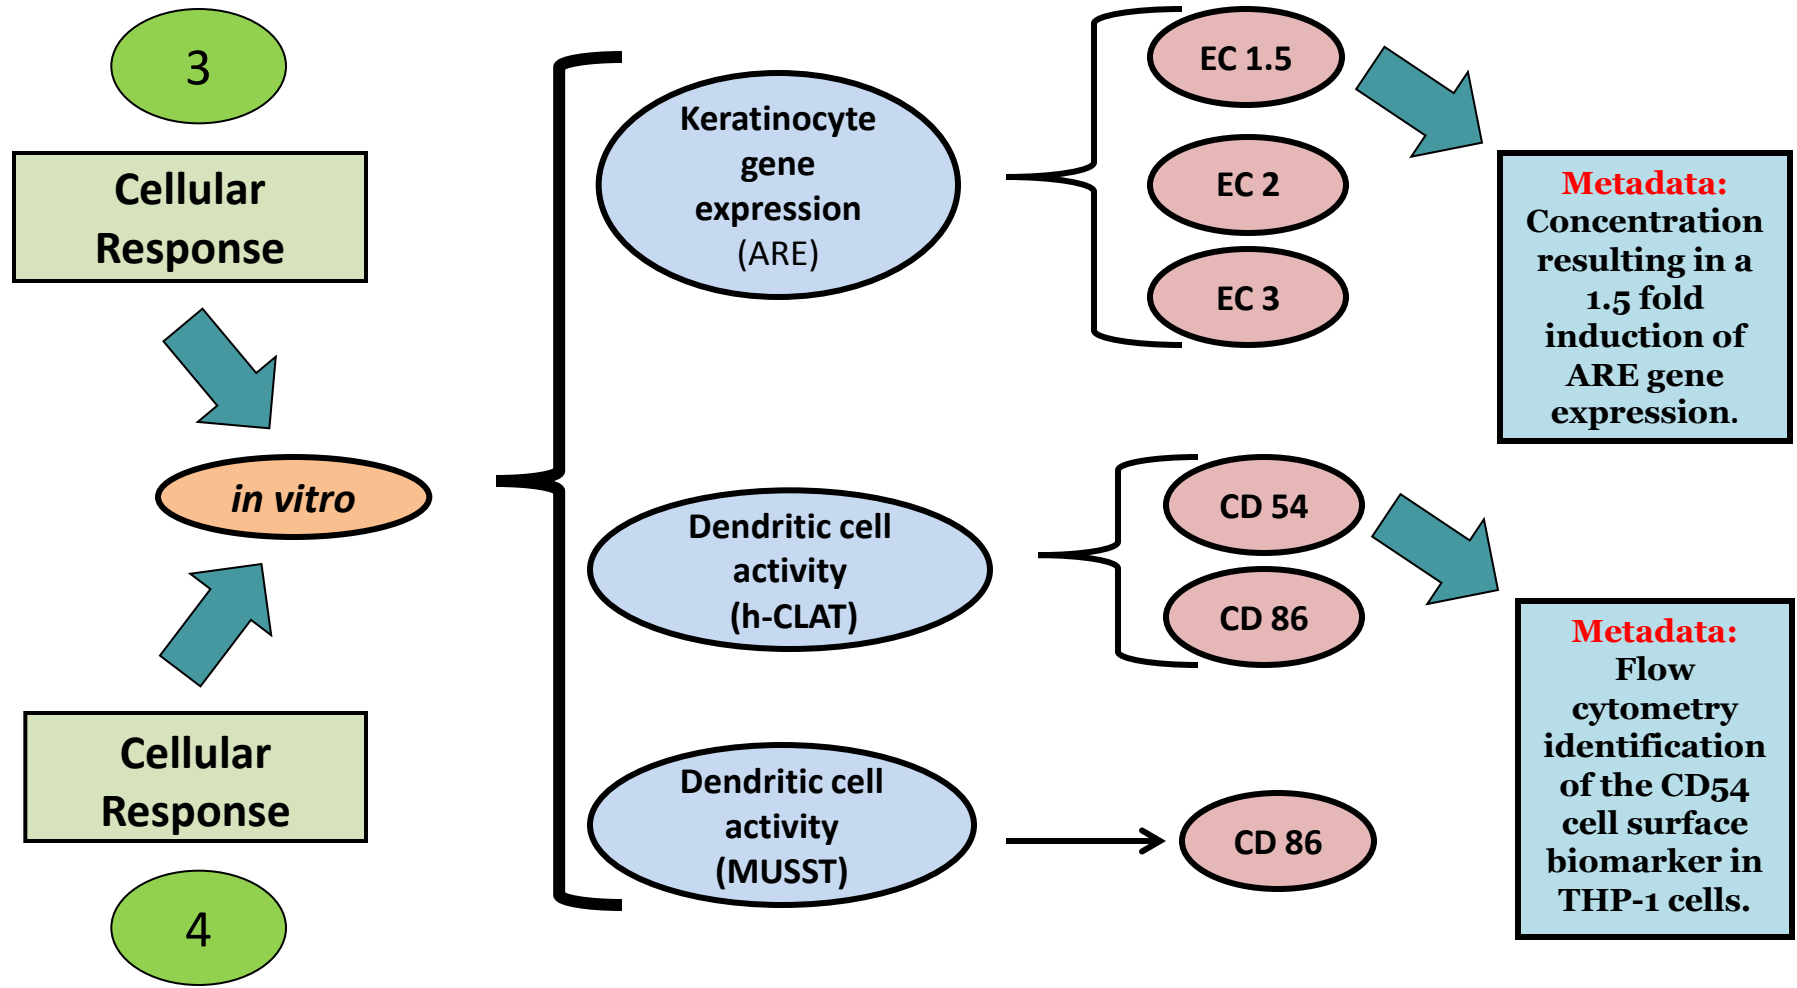 3
Cellular
Response
in vitro
Cellular
Response
4
Keratinocyte
gene
expression
(ARE)
EC 1.5
EC 2
EC 3
Metadata:
Concentration
resulting in a
1.5 fold
induction of
ARE gene
expression.
Dendritic cell
activity
(h-CLAT)
CD 54
CD 86
Metadata:
Flow
cytometry
identification
of the CD54
cell surface
biomarker in
THP-1 cells.
Dendritic cell
activity
(MUSST)
CD 86